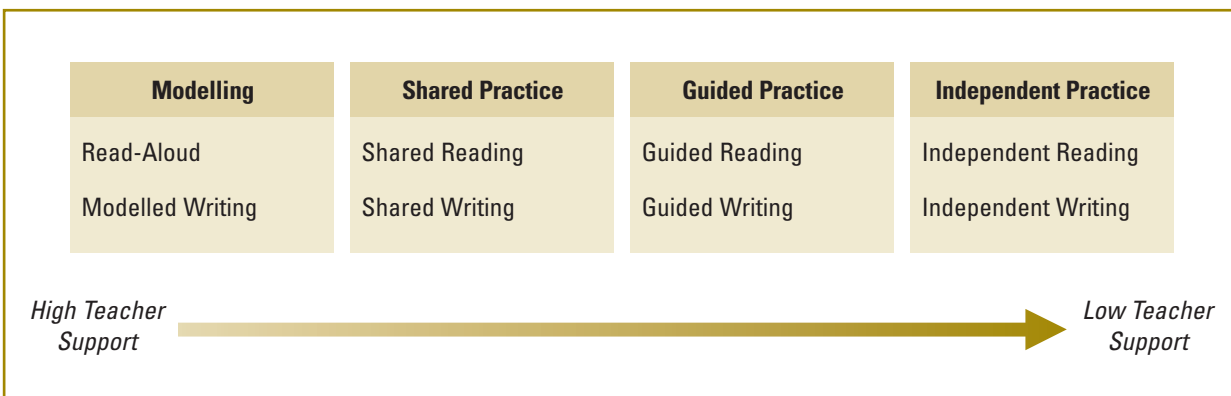 Modelling
Read-Aloud
Modelled Writing
Shared Practice
Shared Reading
Shared Writing
Guided Practice
Guided Reading
Guided Writing
Independent Practice
Independent Reading
Independent Writing
High Teacher
Support
Low Teacher
Support